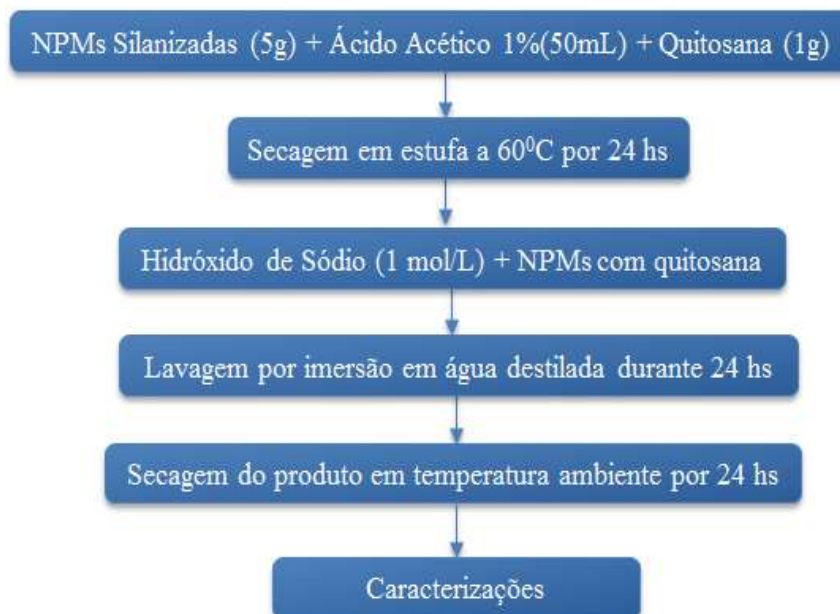 NPMs Silanizadas (5g) + Ácido Acético 1%(50mL) + Quitosana (1g)
Secagem em estufa a 60⁰C por 24 hs
Hidróxido de Sódio (1 mol/L) + NPMs com quitosana
Lavagem por imersão em água destilada durante 24 hs
Secagem do produto em temperatura ambiente por 24 hs
Caracterizações